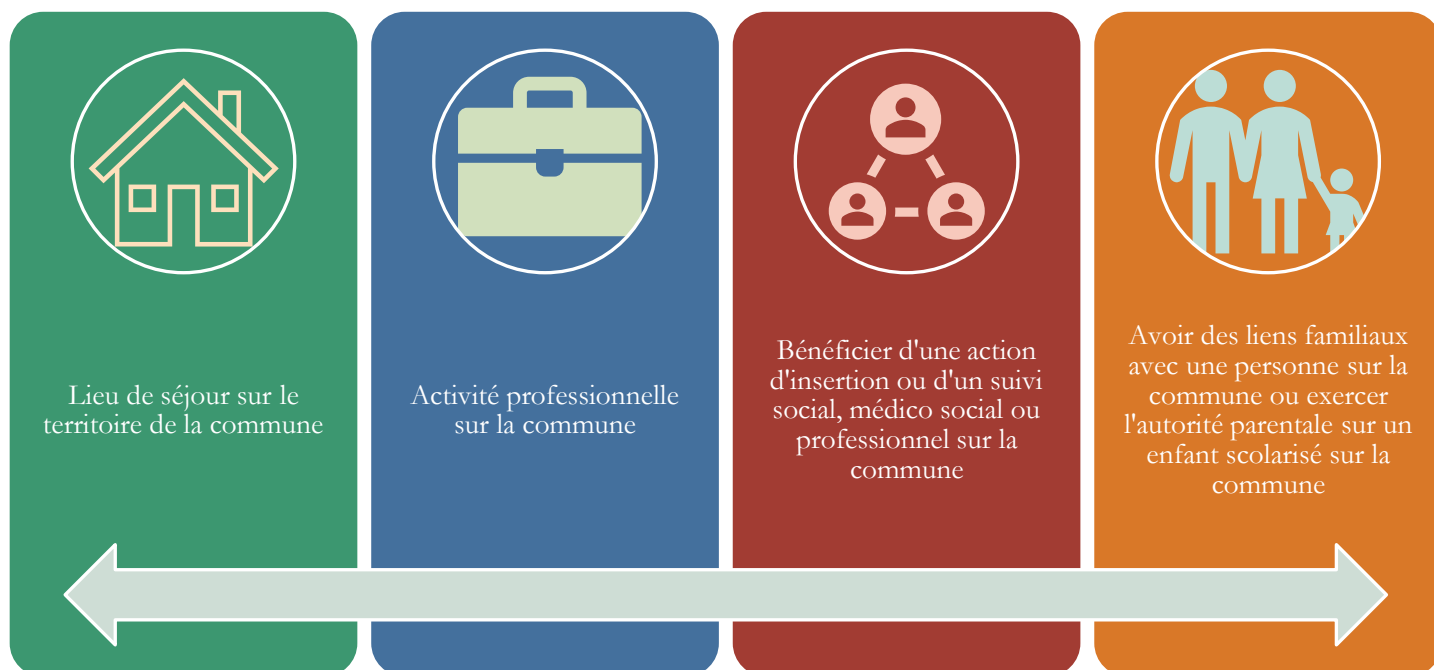 Lieu de séjour sur le
territoire de la commune
Activité professionnelle
sur la commune
Bénéficier d'une action
d'insertion ou d'un suivi
social, médico social ou
professionnel sur la
commune
Avoir des liens familiaux
avec une personne sur la
commune ou exercer
l'autorité parentale sur un
enfant scolarisé sur la
commune